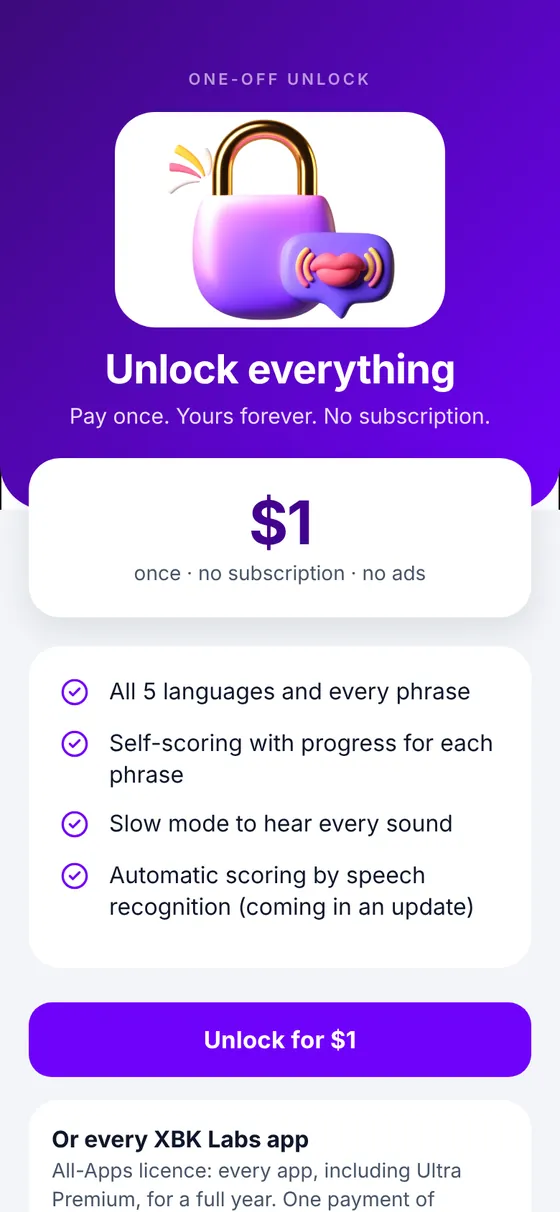 ONE-OFF UNLOCK
Unlock everything
Pay once. Yours forever. No subscription.
$1
once · no subscription · no ads
All 5 languages and every phrase
Self-scoring with progress for each
phrase
Slow mode to hear every sound
Automatic scoring by speech
recognition (coming in an update)
Unlock for $1
Or every XBK Labs app
All-Apps licence: every app, including Ultra
Premium, for a full year. One payment of